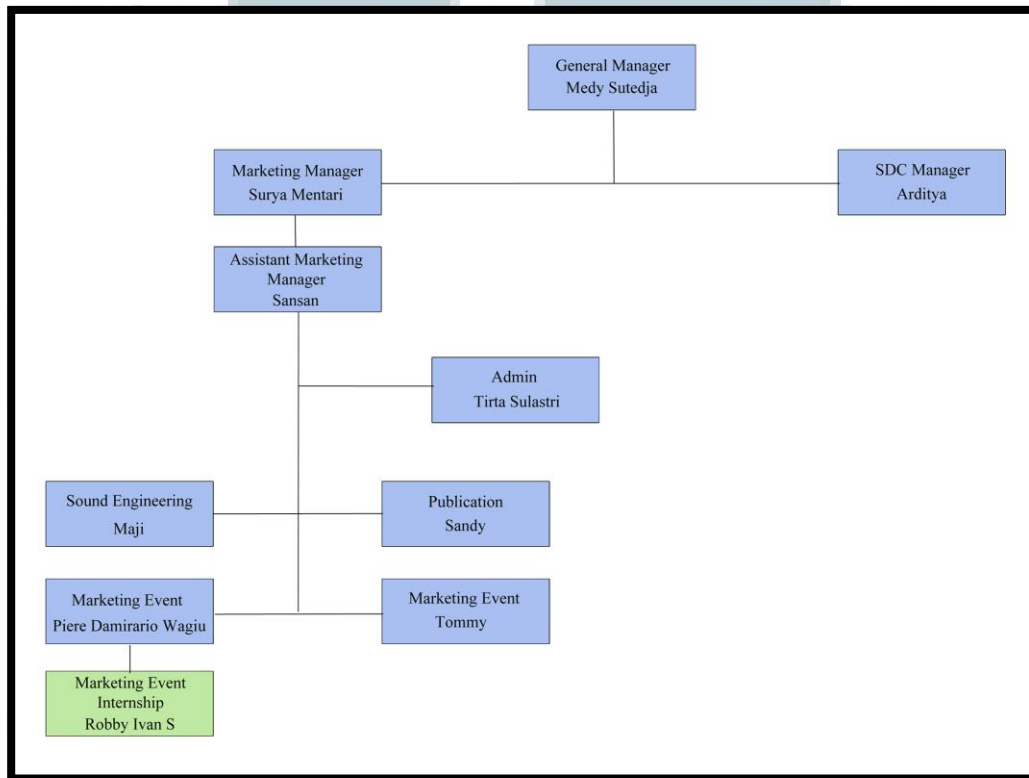 General Manager
Medy Sutedja
Marketing Manager
Surya Mentari
SDC Manager
Arditya
Assistant Marketing
Manager
Sansan
Admin
Tirta Sulastri
Sound Engineering
Maji
Publication
Sandy
Marketing Event
Piere Damirario Wagiu
Marketing Event
Tommy
Marketing Event
Internship
Robby Ivan S